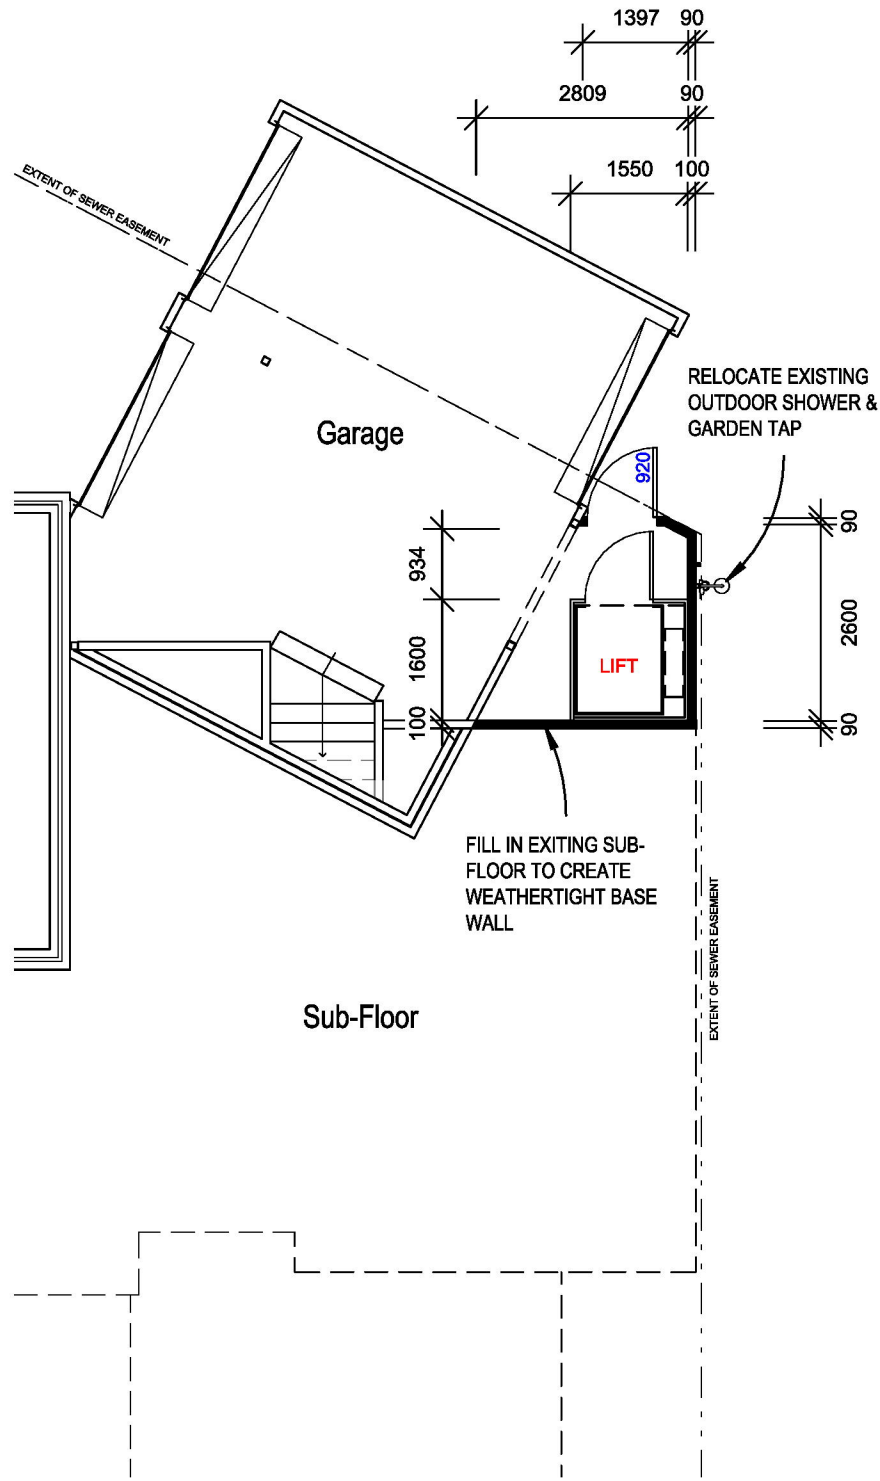 1397 90
2809 90
1550 100
EXTENT OF SEWER EASEMENT
RELOCATE EXISTING
OUTDOOR SHOWER &
GARDEN TAP
Garage
920
90
934
2600
1600
LIFT
100
90
FILL IN EXITING SUB-
FLOOR TO CREATE
WEATHERTIGHT BASE
WALL
EXTENT OF SEWER EASEMENT
Sub-Floor